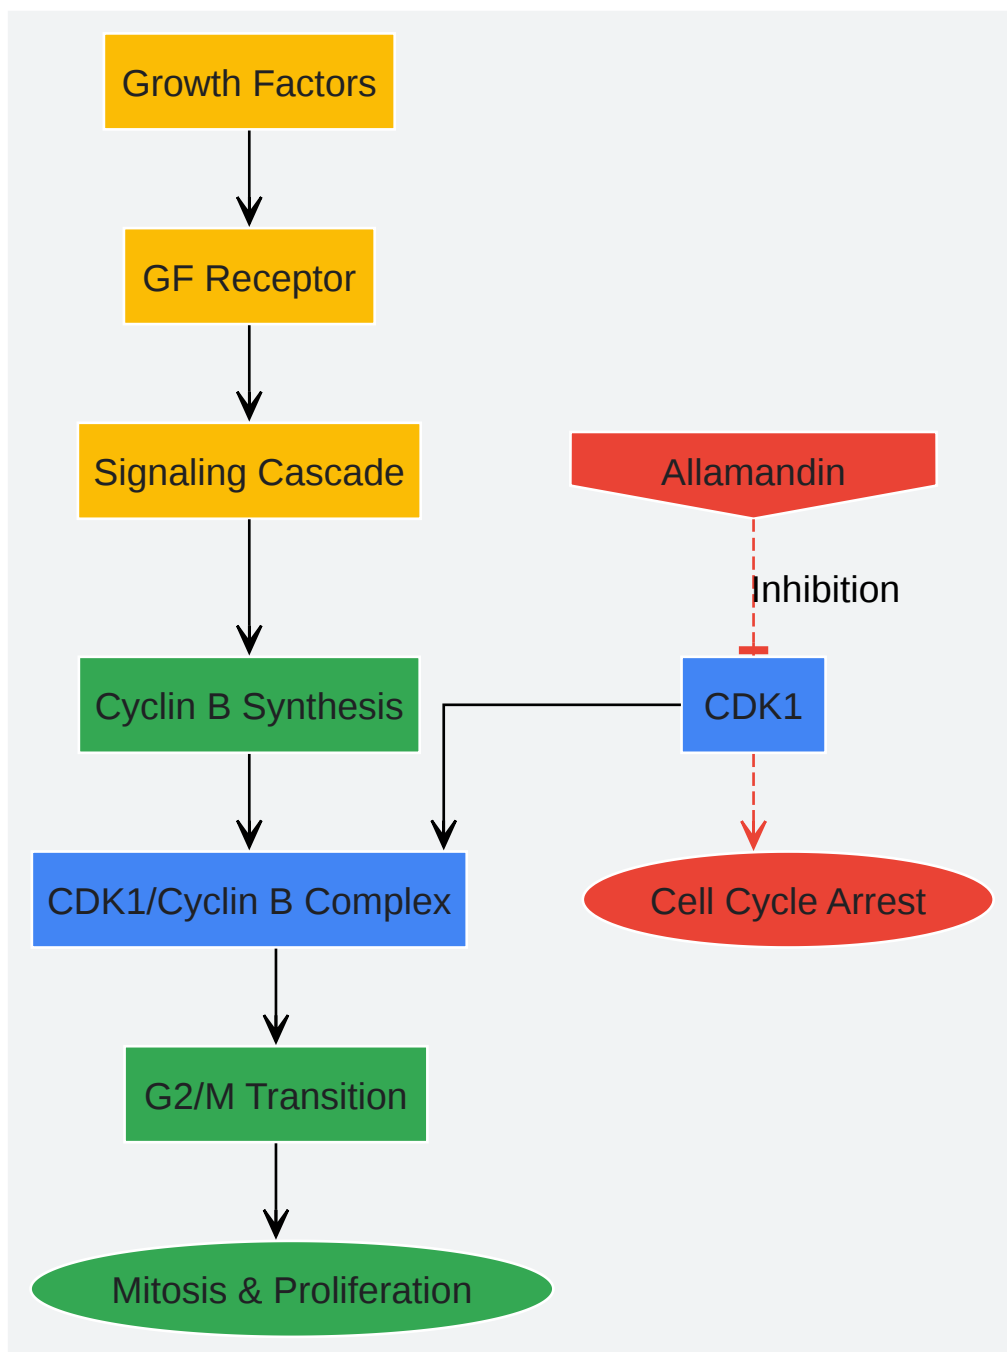 Growth Factors
GF Receptor
Signaling Cascade
Allamandin
Inhibition
Cyclin B Synthesis
CDK1
CDK1/Cyclin B Complex
Cell Cycle Arrest
G2/M Transition
Mitosis & Proliferation